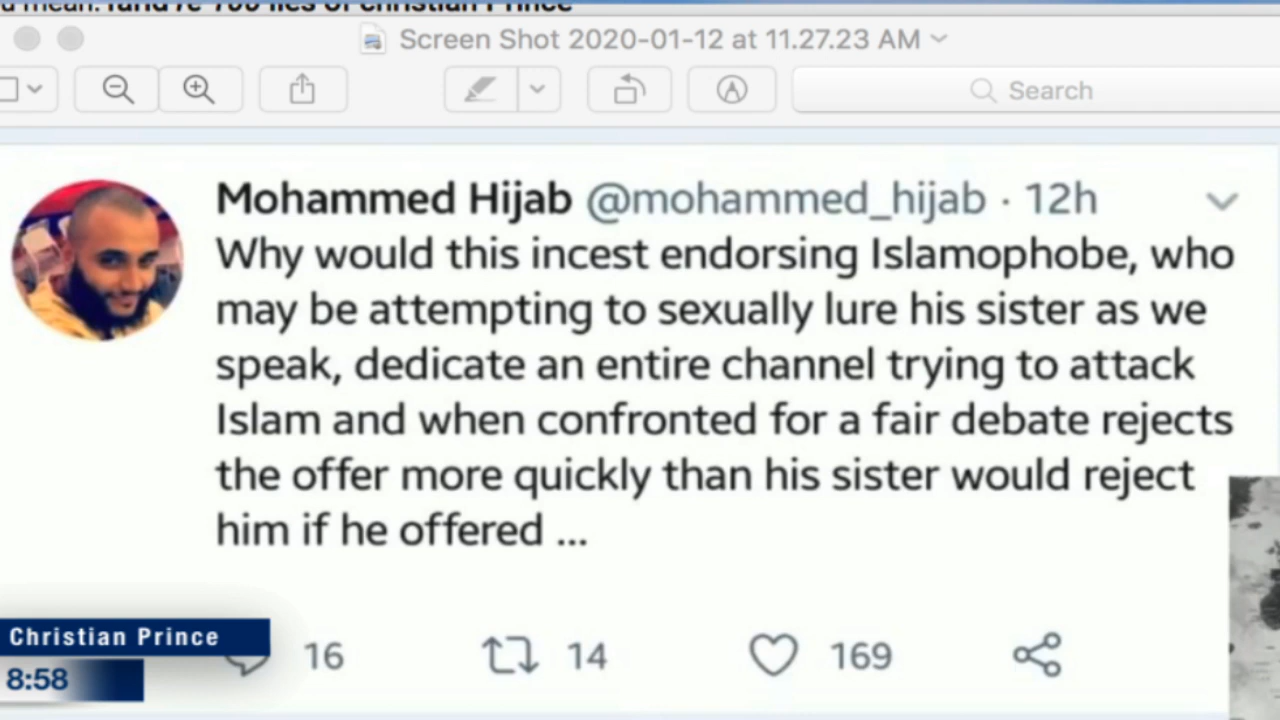 d mean: fund re 700 lies of christian Prince
Screen Shot 2020-01-12 at 11.27.23 AM
Search
Mohammed Hijab @mohammed_hijab · 12h
Why would this incest endorsing Islamophobe, who
may be attempting to sexually lure his sister as we
speak, dedicate an entire channel trying to attack
Islam and when confronted for a fair debate rejects
the offer more quickly than his sister would reject
him if he offered ...
16 14 169
Christian Prince
8:58